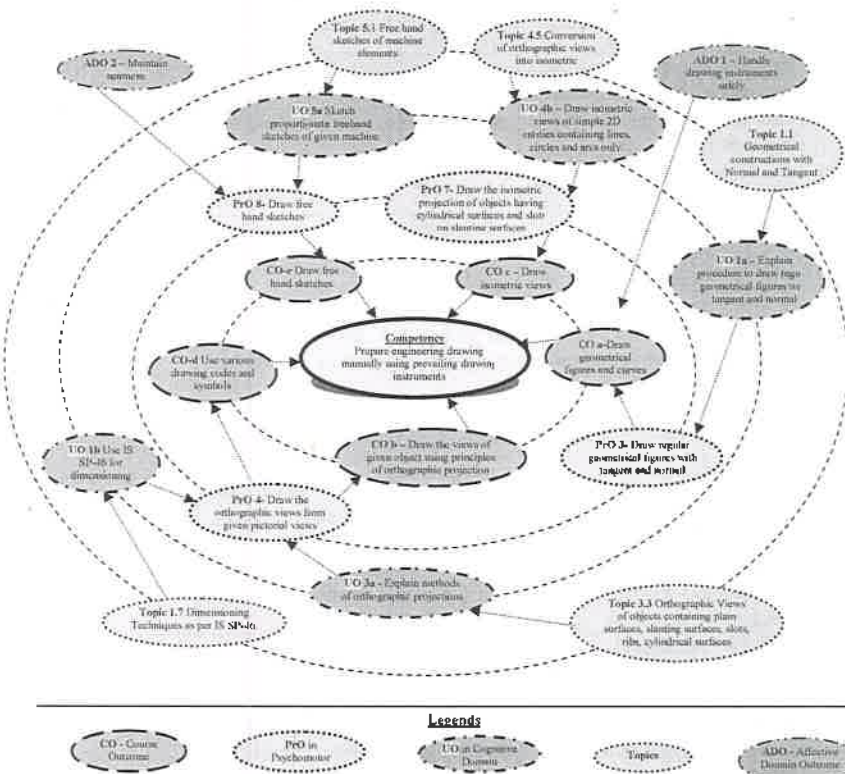 Topic 5.1 Free hand
sketches of machine
elements
Topic 4.5 Conversion
of orthographic views
into isometric
ADO 2 – Maintain
neatness
ADO 1 – Handle
drawing instruments
safely
UO 5a Sketch
proportionate freehand
sketches of given machine
UO 4b – Draw isometric
views of simple 2D
entities containing lines,
circles and arcs only.
Topic 1.1
Geometrical
constructions with
Normal and Tangent
PrO 8- Draw free
hand sketches
PrO 7- Draw the isometric
projection of objects having
cylindrical surfaces and slots
on slanting surfaces
CO-e Draw free
hand sketches
CO c – Draw
isometric views
UO 1a – Explain
procedure to draw
geometrical figures
tangent and normal
Competency
Prepare engineering drawing
manually using prevailing drawing
instruments
CO-d Use various
drawing codes and
symbols
CO a-Draw
geometrical
figures and curves
CO b – Draw the views of
given object using principles
of orthographic projection
UO 1b Use IS
SP-46 for
dimensioning
PrO 3- Draw regular
geometrical figures with
tangent and normal
PrO 4- Draw the
orthographic views from
given pictorial views
UO 3a - Explain methods
of orthographic projections
Topic 1.7 Dimensioning
Techniques as per IS SP-46
Topic 3.3 Orthographic Views
of objects containing plain
surfaces, slanting surfaces, slots,
ribs, cylindrical surfaces
Legends
CO - Course
Outcome
PrO in
Psychomotor
UO in Cognitive
Domain
Topics
ADO - Affective
Domain Outcome